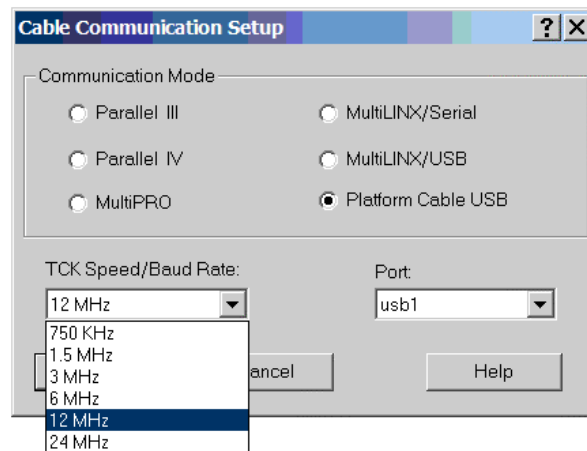 Cable Communication Setup ? X
Communication Mode
Parallel III MultiLINX/Serial
Parallel IV MultiLINX/USB
MultiPRO Platform Cable USB
TCK Speed/Baud Rate: Port:
12 MHz usb1
750 KHz
1.5 MHz
3 MHz ancel Help
6 MHz
12 MHz
24 MHz